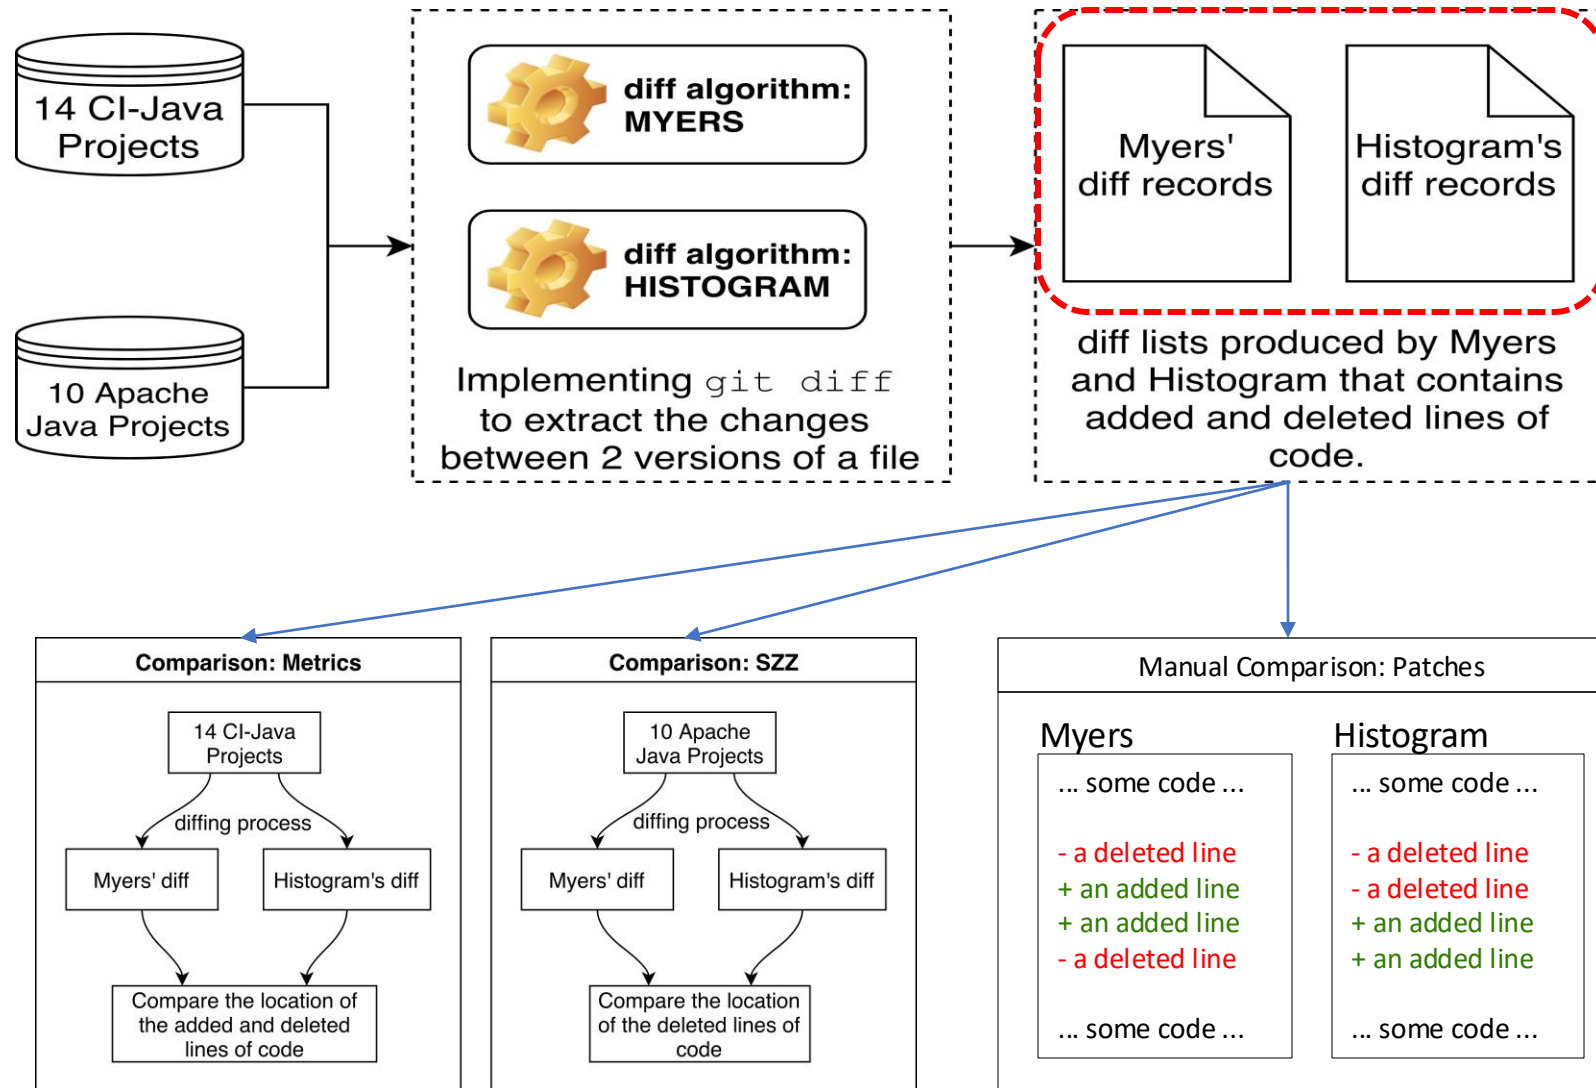 14 CI-Java
Projects
10 Apache
Java Projects
diff algorithm:
MYERS
diff algorithm:
HISTOGRAM
Implementing git diff
to extract the changes
between 2 versions of a file
Myers'
diff records
Histogram's
diff records
diff lists produced by Myers
and Histogram that contains
added and deleted lines of
code.
Comparison: Metrics
14 CI-Java
Projects
diffing process
Myers' diff
Histogram's diff
Compare the location of
the added and deleted
lines of code
Comparison: SZZ
10 Apache
Java Projects
diffing process
Myers' diff
Histogram's diff
Compare the location
of the deleted lines of
code
Manual Comparison: Patches
Myers
... some code ...
- a deleted line
+ an added line
+ an added line
- a deleted line
... some code ...
Histogram
... some code ...
- a deleted line
- a deleted line
+ an added line
+ an added line
... some code ...